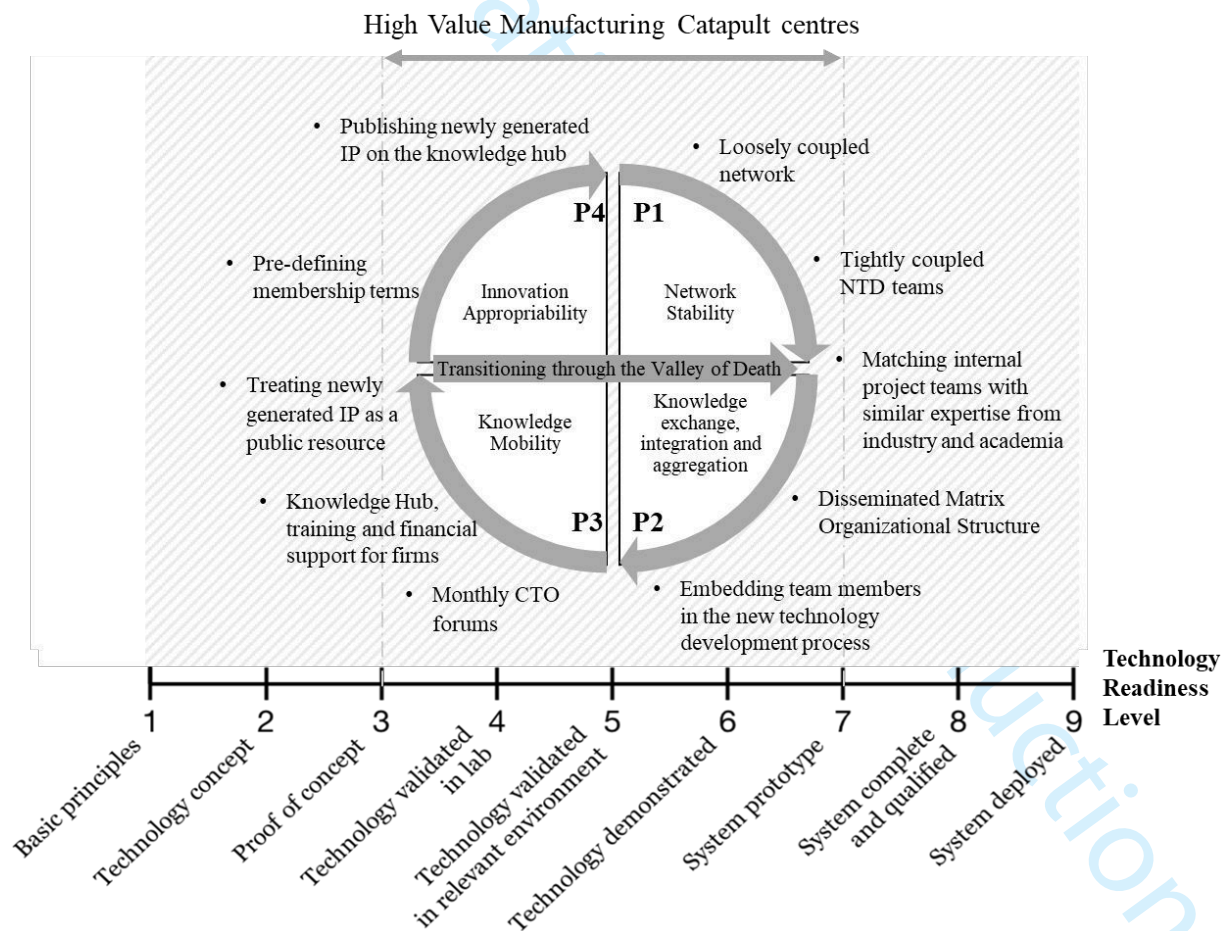 High Value Manufacturing Catapult centres
• Publishing newly generated
IP on the knowledge hub
• Loosely coupled
network
P4
P1
• Pre-defining
membership terms
Innovation
Appropriability
Network
Stability
• Tightly coupled
NTD teams
Transitioning through the Valley of Death
• Treating newly
generated IP as a
public resource
Knowledge
Mobility
Knowledge
exchange,
integration and
aggregation
• Matching internal
project teams with
similar expertise from
industry and academia
• Knowledge Hub,
training and financial
support for firms
P3
P2
• Disseminated Matrix
Organizational Structure
• Monthly CTO
forums
• Embedding team members
in the new technology
development process
Technology
Readiness
Level
1
2
3
4
5
6
7
8
9
Basic principles
Technology concept
Proof of concept
Technology validated
in lab
Technology validated
in relevant environment
Technology demonstrated
System prototype
System complete
and qualified
System deployed